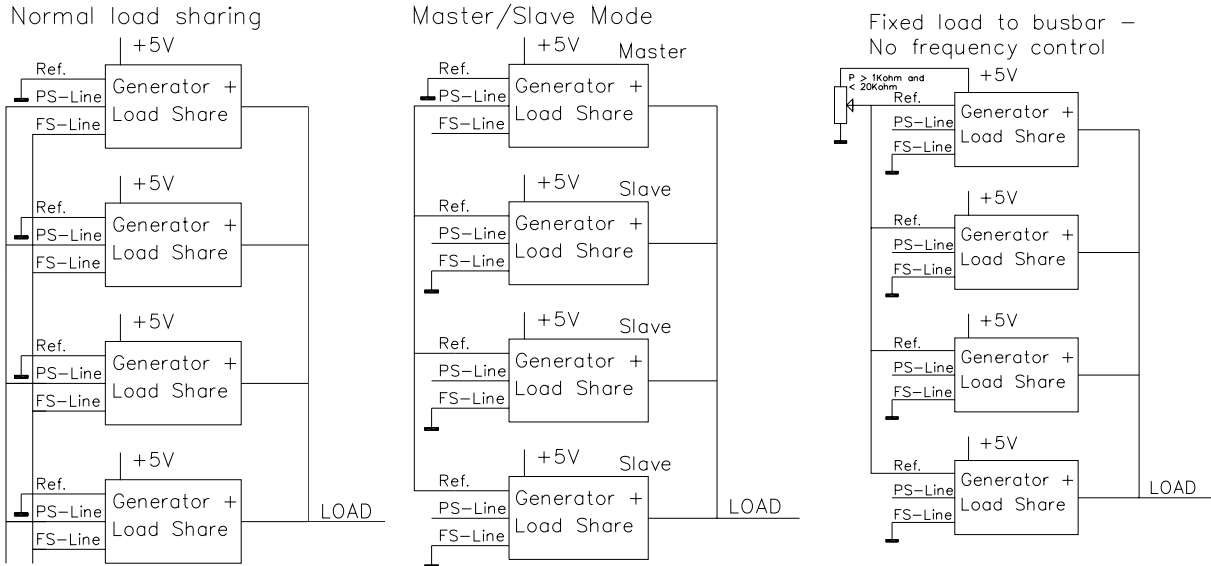 Normal load sharing
+5V
Ref.
PS-Line
FS-Line
Generator +
Load Share
+5V
Ref.
PS-Line
FS-Line
Generator +
Load Share
+5V
Ref.
PS-Line
FS-Line
Generator +
Load Share
+5V
Ref.
PS-Line
FS-Line
Generator +
Load Share
LOAD
Master/Slave Mode
+5V
Master
Ref.
PS-Line
FS-Line
Generator +
Load Share
+5V
Slave
Ref.
PS-Line
FS-Line
Generator +
Load Share
+5V
Slave
Ref.
PS-Line
FS-Line
Generator +
Load Share
+5V
Slave
Ref.
PS-Line
FS-Line
Generator +
Load Share
LOAD
Fixed load to busbar -
No frequency control
P > 1Kohm and
< 20Kohm
+5V
Ref.
PS-Line
FS-Line
Generator +
Load Share
+5V
Ref.
PS-Line
FS-Line
Generator +
Load Share
+5V
Ref.
PS-Line
FS-Line
Generator +
Load Share
+5V
Ref.
PS-Line
FS-Line
Generator +
Load Share
LOAD